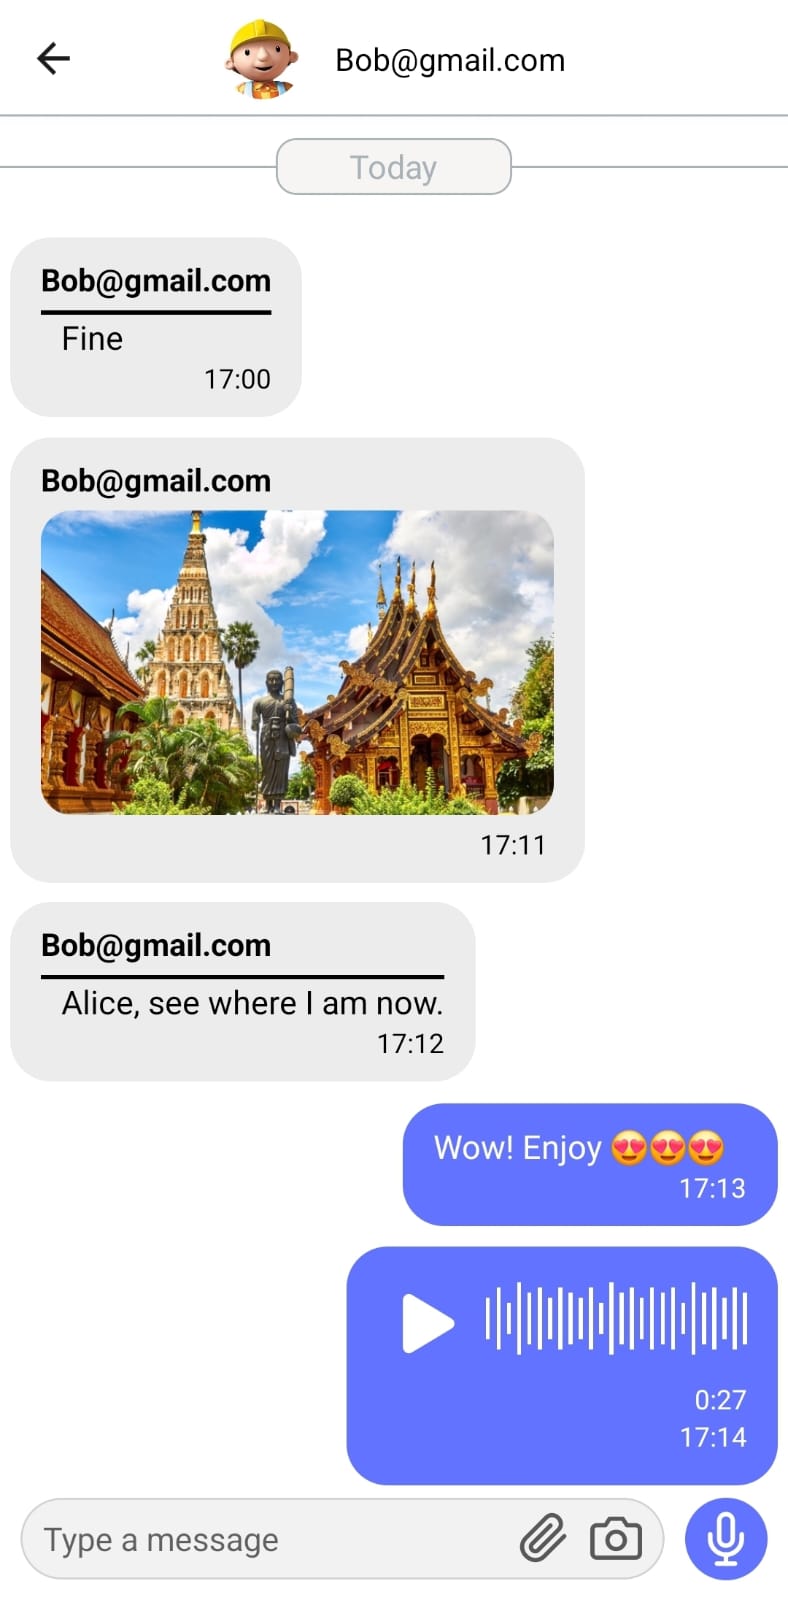 Bob@gmail.com
Today
Bob@gmail.com
Fine
17:00
Bob@gmail.com
17:11
Bob@gmail.com
Alice, see where I am now.
17:12
Wow! Enjoy 😍😍😍
17:13
0:27
17:14
Type a message